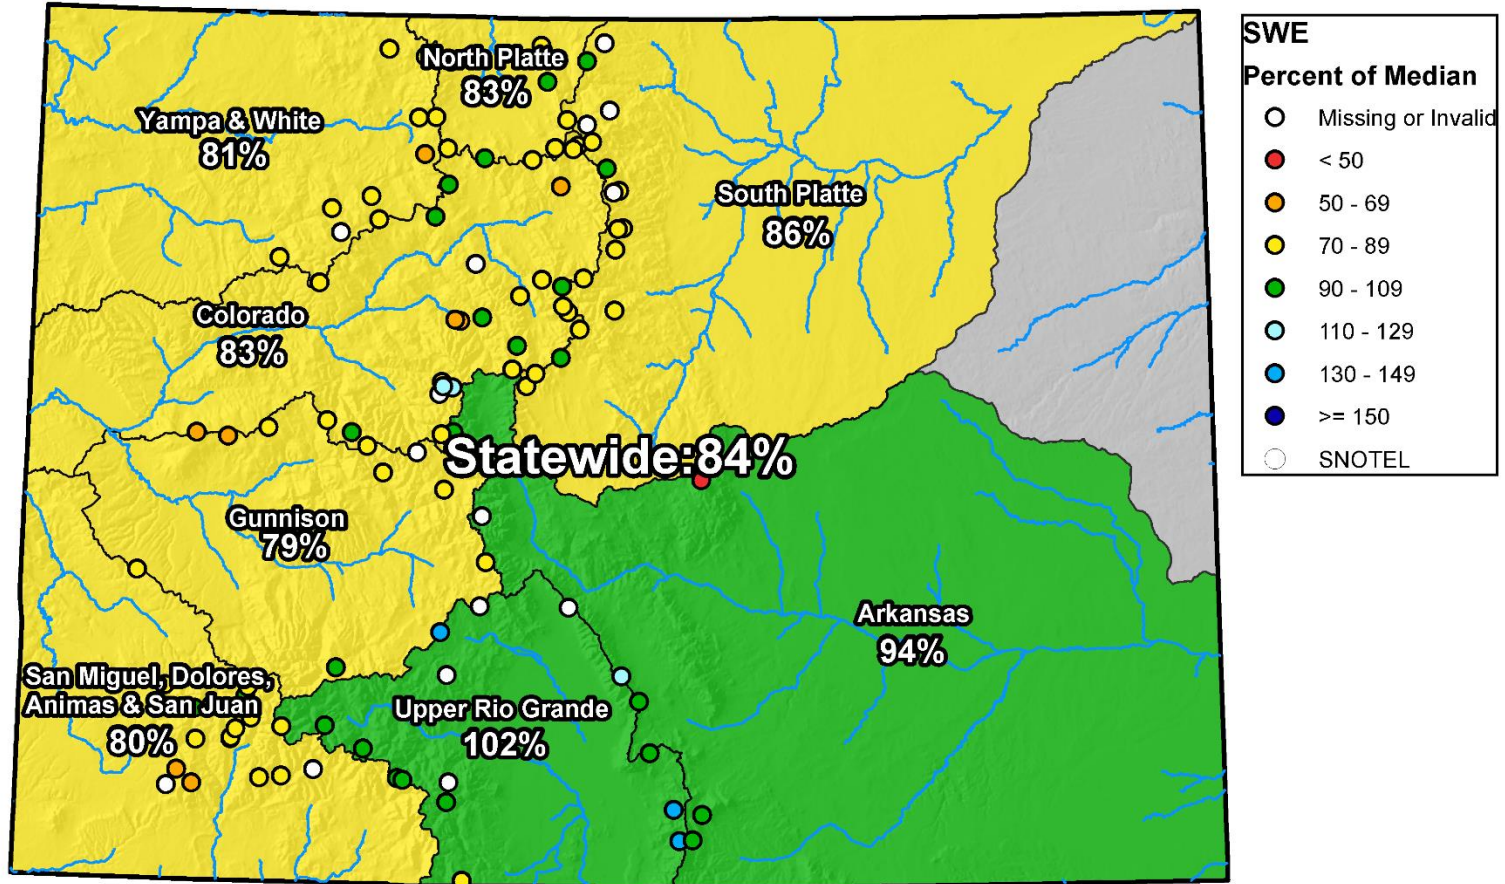 North Platte
83%
Yampa & White
81%
South Platte
86%
Colorado
83%
Statewide:84%
Gunnison
79%
Arkansas
94%
San Miguel, Dolores,
Animas & San Juan
80%
Upper Rio Grande
102%
SWE
Percent of Median
Missing or Invalid
< 50
50 - 69
70 - 89
90 - 109
110 - 129
130 - 149
>= 150
SNOTEL